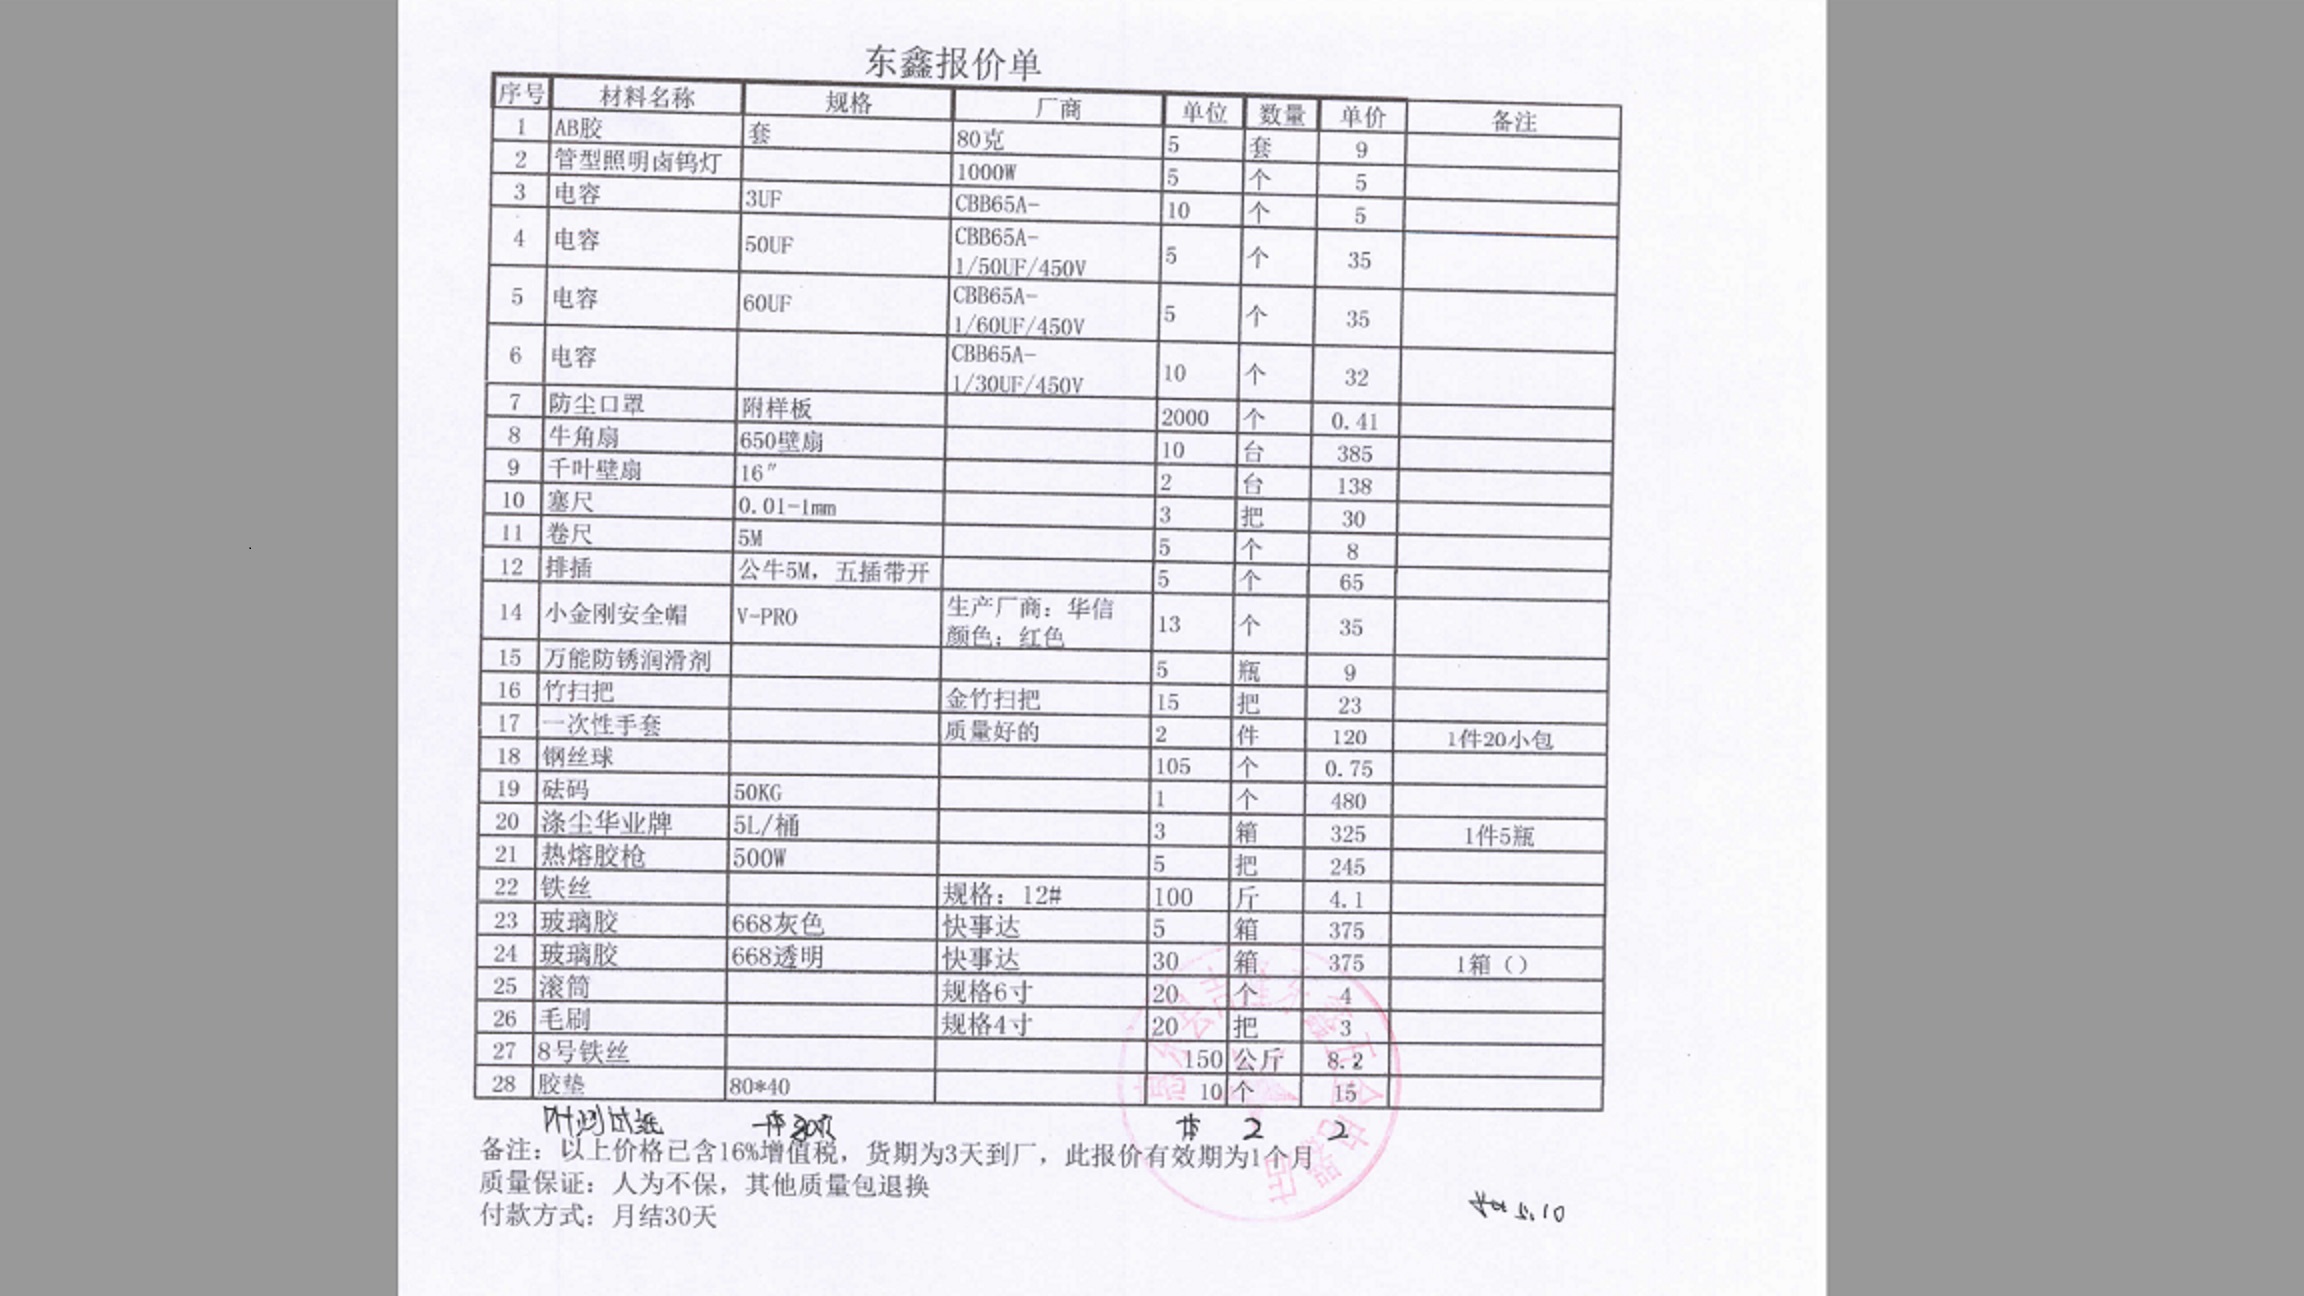 东鑫报价单
序号 材料名称 规格 厂商 单位 数量 单价 备注
1 AB胶 套 80克 5 套 9
2 管型照明卤钨灯 1000W 5 个 5
3 电容 3UF CBB65A- 10 个 5
4 电容 50UF CBB65A-1/50UF/450V 5 个 35
5 电容 60UF CBB65A-1/60UF/450V 5 个 35
6 电容 CBB65A-1/30UF/450V 10 个 32
7 防尘口罩 附样板 2000 个 0.41
8 牛角扇 650壁扇 10 台 385
9 千叶壁扇 16″ 2 台 138
10 塞尺 0.01-1mm 3 把 30
11 卷尺 5M 5 个 8
12 排插 公牛5M，五插带开 5 个 65
14 小金刚安全帽 V-PRO 生产厂商：华信 颜色：红色 13 个 35
15 万能防锈润滑剂 5 瓶 9
16 竹扫把 金竹扫把 15 把 23
17 一次性手套 质量好的 2 件 120 1件20小包
18 钢丝球 105 个 0.75
19 砝码 50KG 1 个 480
20 涤尘华业牌 5L/桶 3 箱 325 1件5瓶
21 热熔胶枪 500W 5 把 245
22 铁丝 规格：12# 100 斤 4.1
23 玻璃胶 668灰色 快事达 5 箱 375
24 玻璃胶 668透明 快事达 30 箱 375 1箱（）
25 滚筒 规格6寸 20 个 4
26 毛刷 规格4寸 20 把 3
27 8号铁丝 150 公斤 8.2
28 胶垫 80*40 10 个 15
2 2
备注：以上价格已含16%增值税，货期为3天到厂，此报价有效期为1个月
质量保证：人为不保，其他质量包退换
付款方式：月结30天
5.10